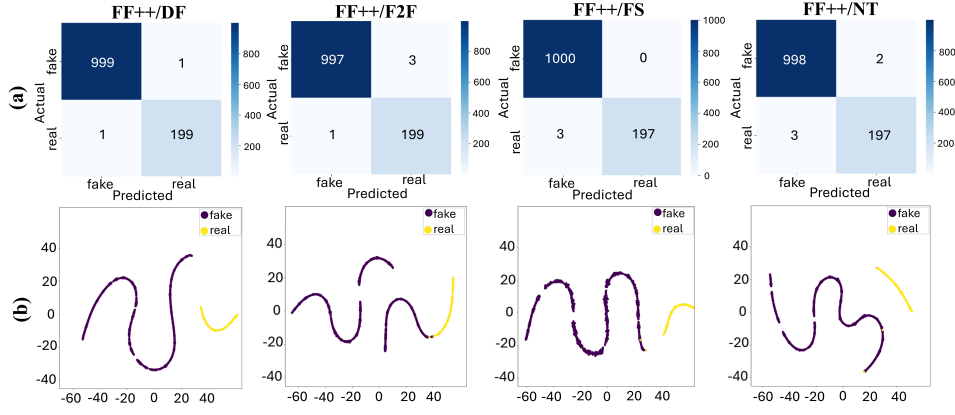 FF++/DF FF++/F2F FF++/FS FF++/NT
(a)
Actual
fake 999 1 800 600 400 200
real 1 199
fake real
Predicted
Actual
fake 997 3 800 600 400 200
real 1 199
fake real
Predicted
Actual
fake 1000 0 1000 800 600 400 200 0
real 3 197
fake real
Predicted
Actual
fake 998 2 800 600 400 200
real 3 197
fake real
Predicted
(b)
fake
real
40
20
0
-20
-40
-60 -40 -20 0 20 40 60
fake
real
40
20
0
-20
-40
-60 -40 -20 0 20 40 60
fake
real
40
20
0
-20
-40
-60 -40 -20 0 20 40 60
fake
real
40
20
0
-20
-40
-60 -40 -20 0 20 40 60